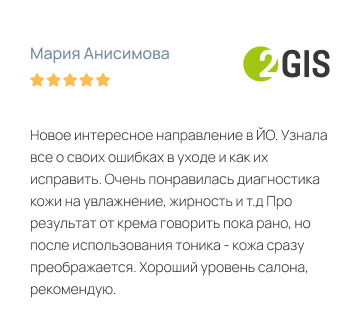 Мария Анисимова
2GIS
Новое интересное направление в ЙО. Узнала
все о своих ошибках в уходе и как их
исправить. Очень понравилась диагностика
кожи на увлажнение, жирность и т.д Про
результат от крема говорить пока рано, но
после использования тоника - кожа сразу
преображается. Хороший уровень салона,
рекомендую.